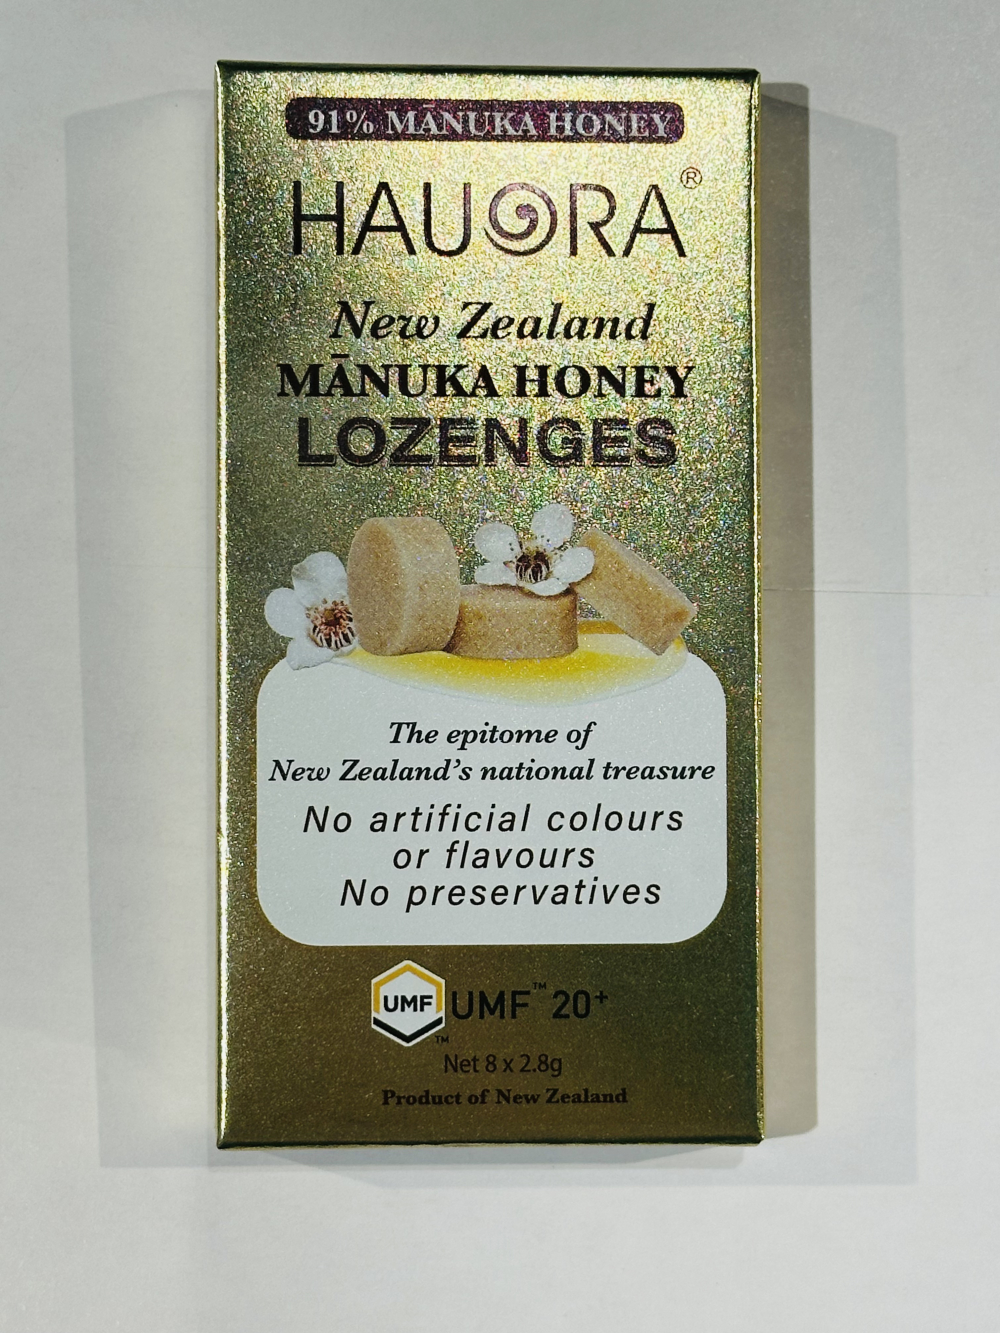 91% MĀNUKA HONEY
HAUORA®
New Zealand
MĀNUKA HONEY
LOZENGES
The epitome of
New Zealand's national treasure
No artificial colours
or flavours
No preservatives
UMF™ UMF™ 20+
Net 8 x 2.8g
Product of New Zealand